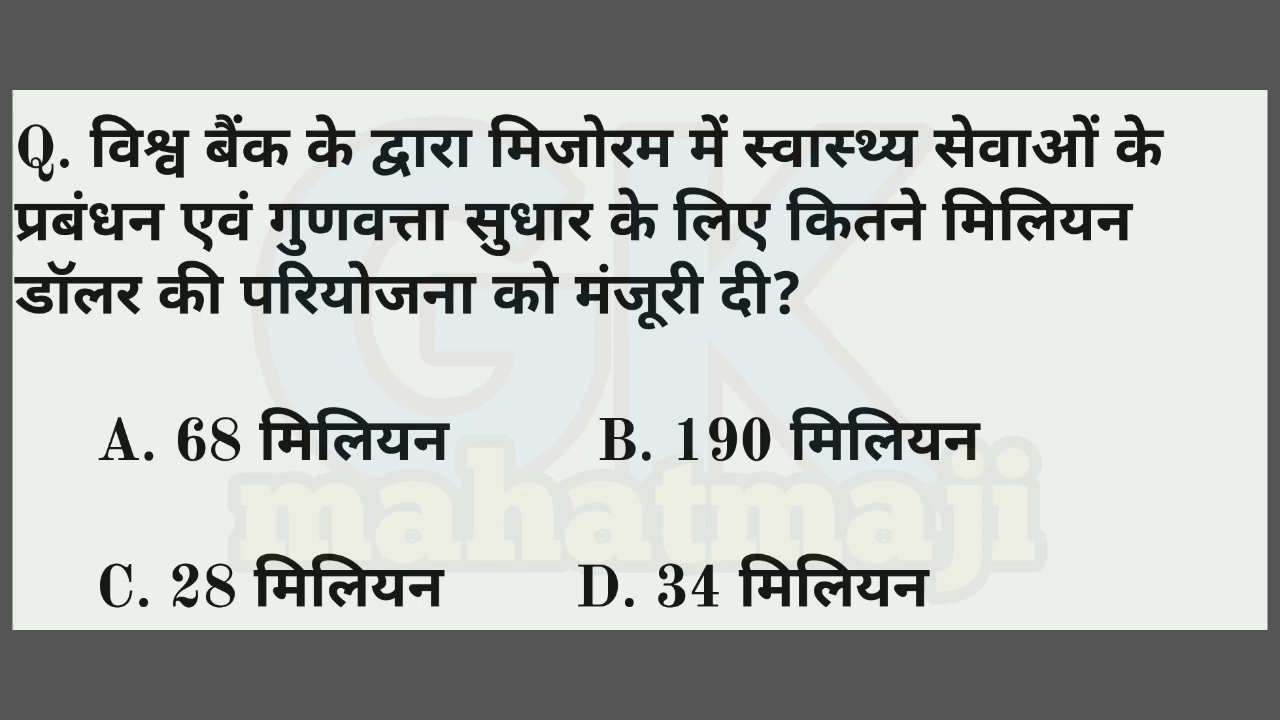 Q. विश्व बैंक के द्वारा मिजोरम में स्वास्थ्य सेवाओं के
प्रबंधन एवं गुणवत्ता सुधार के लिए कितने मिलियन
डॉलर की परियोजना को मंजूरी दी?
A. 68 मिलियन B. 190 मिलियन
C. 28 मिलियन D. 34 मिलियन
GK
mahatmaji